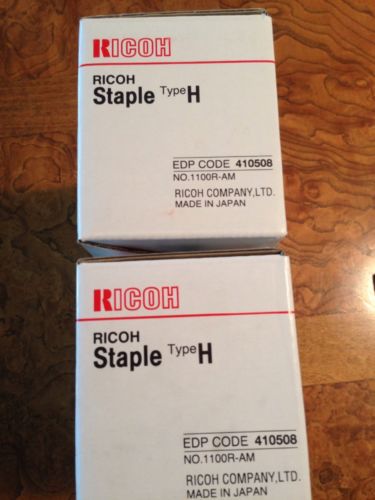 RICOH
RICOH
Staple Type H
EDP CODE 410508
NO.1100R-AM
RICOH COMPANY,LTD.
MADE IN JAPAN
RICOH
RICOH
Staple Type H
EDP CODE 410508
NO.1100R-AM
RICOH COMPANY,LTD.
MADE IN JAPAN